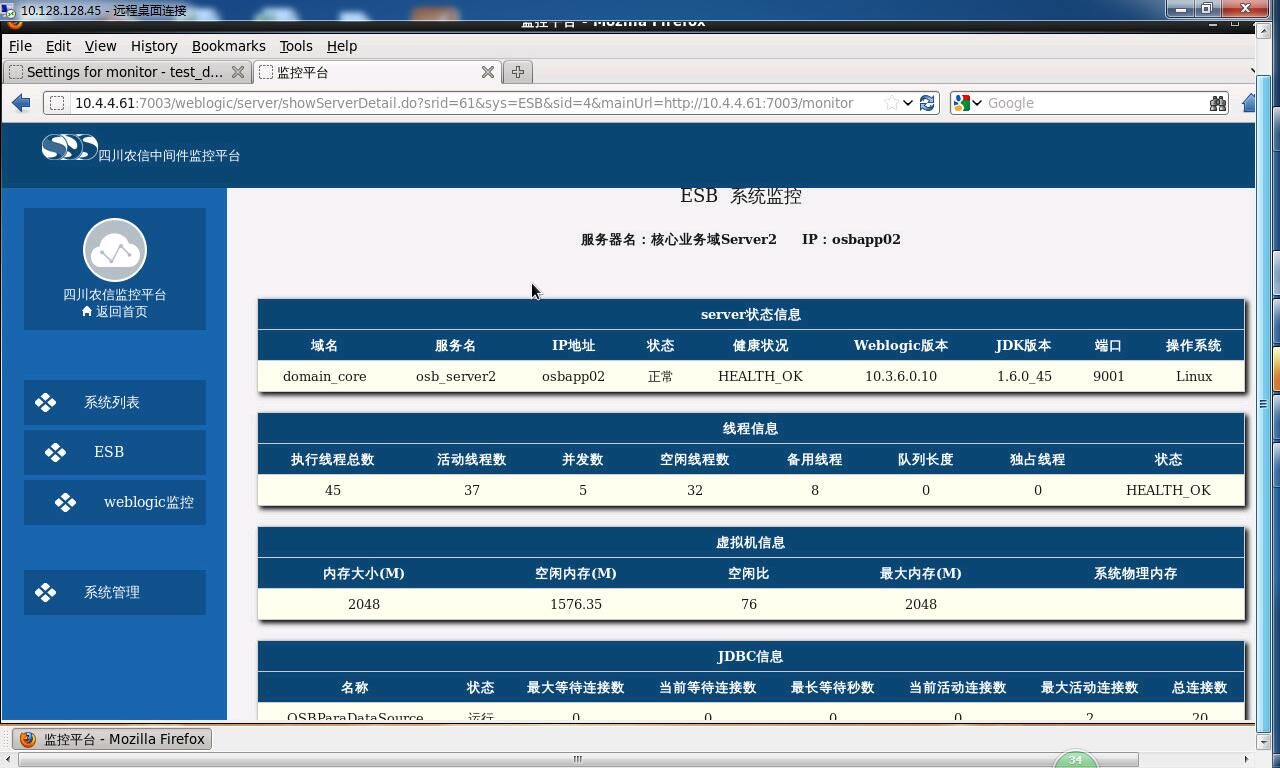 10.128.128.45 - 远程桌面连接
监控平台 - Mozilla Firefox
File Edit View History Bookmarks Tools Help
Settings for monitor - test_d... 监控平台
10.4.4.61:7003/weblogic/server/showServerDetail.do?srid=61&sys=ESB&sid=4&mainUrl=http://10.4.4.61:7003/monitor Google
四川农信中间件监控平台
四川农信监控平台
返回首页
系统列表
ESB
weblogic监控
系统管理
ESB 系统监控
服务器名：核心业务域Server2 IP：osbapp02
server状态信息
域名 服务名 IP地址 状态 健康状况 Weblogic版本 JDK版本 端口 操作系统
domain_core osb_server2 osbapp02 正常 HEALTH_OK 10.3.6.0.10 1.6.0_45 9001 Linux
线程信息
执行线程总数 活动线程数 并发数 空闲线程数 备用线程 队列长度 独占线程 状态
45 37 5 32 8 0 0 HEALTH_OK
虚拟机信息
内存大小(M) 空闲内存(M) 空闲比 最大内存(M) 系统物理内存
2048 1576.35 76 2048
JDBC信息
名称 状态 最大等待连接数 当前等待连接数 最长等待秒数 当前活动连接数 最大活动连接数 总连接数
OSBParaDataSource 运行 0 0 0 0 2 20
监控平台 - Mozilla Firefox
34